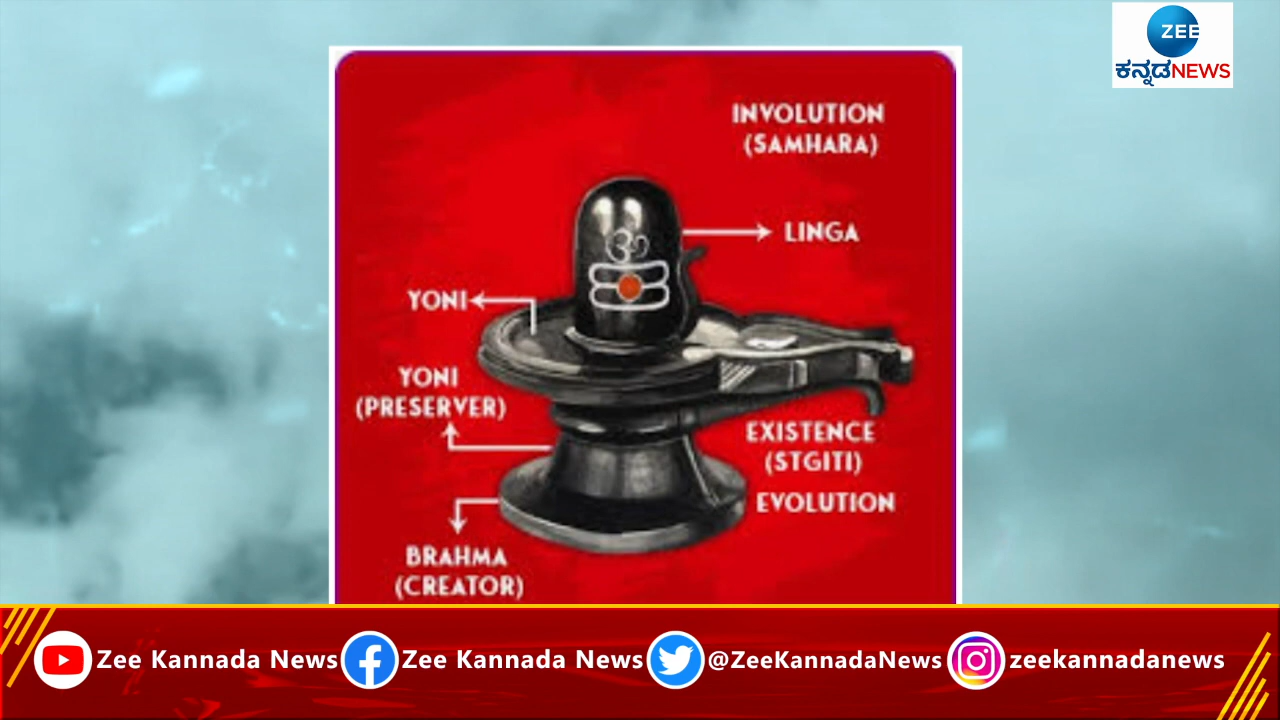 ZEE
ಕನ್ನಡNEWS
INVOLUTION
(SAMHARA)
LINGA
YONI
YONI
(PRESERVER)
EXISTENCE
(STGITI)
EVOLUTION
BRAHMA
(CREATOR)
Zee Kannada News
Zee Kannada News
@ZeeKannadaNews
zeekannadanews